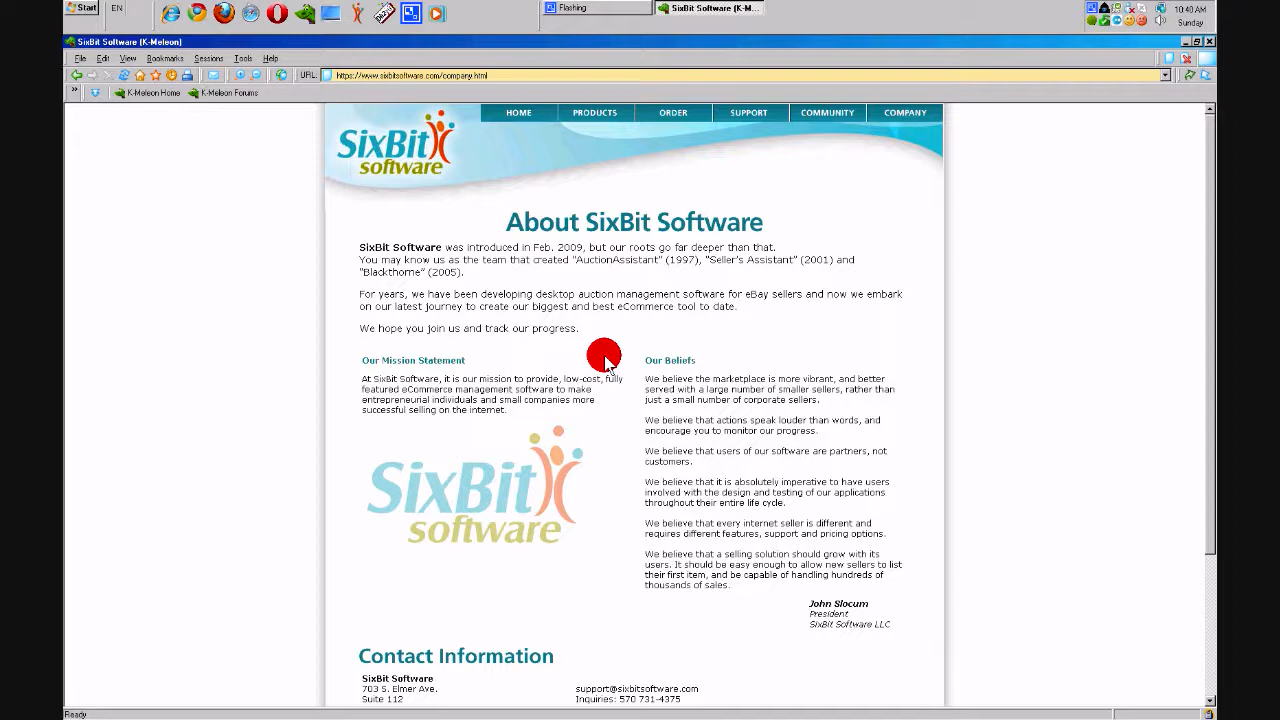 Start EN Flashing SixBit Software (K-M... 10:40 AM
Sunday
SixBit Software (K-Meleon)
File Edit View Bookmarks Sessions Tools Help
URL: https://www.sixbitsoftware.com/company.html
K-Meleon Home K-Meleon Forums
HOME PRODUCTS ORDER SUPPORT COMMUNITY COMPANY
SixBit
software
About SixBit Software
SixBit Software was introduced in Feb. 2009, but our roots go far deeper than that.
You may know us as the team that created "AuctionAssistant" (1997), "Seller's Assistant" (2001) and
"Blackthorne" (2005).
For years, we have been developing desktop auction management software for eBay sellers and now we embark
on our latest journey to create our biggest and best eCommerce tool to date.
We hope you join us and track our progress.
Our Mission Statement
At SixBit Software, it is our mission to provide, low-cost, fully
featured eCommerce management software to make
entrepreneurial individuals and small companies more
successful selling on the internet.
SixBit
software
Our Beliefs
We believe the marketplace is more vibrant, and better
served with a large number of smaller sellers, rather than
just a small number of corporate sellers.
We believe that actions speak louder than words, and
encourage you to monitor our progress.
We believe that users of our software are partners, not
customers.
We believe that it is absolutely imperative to have users
involved with the design and testing of our applications
throughout their entire life cycle.
We believe that every internet seller is different and
requires different features, support and pricing options.
We believe that a selling solution should grow with its
users. It should be easy enough to allow new sellers to list
their first item, and be capable of handling hundreds of
thousands of sales.
John Slocum
President
SixBit Software LLC
Contact Information
SixBit Software
703 S. Elmer Ave. support@sixbitsoftware.com
Suite 112 Inquiries: 570 731-4375
Ready